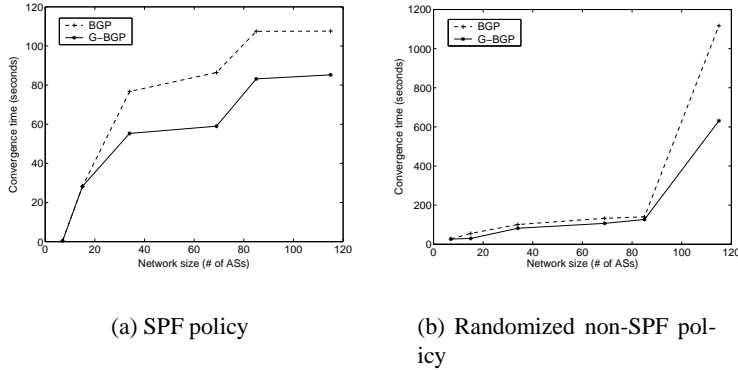 120
100
80
60
40
20
0
Convergence time (seconds)
BGP
G-BGP
0 20 40 60 80 100 120
Network size (# of ASs)
(a) SPF policy
1200
1000
800
600
400
200
0
Convergence time (seconds)
BGP
G-BGP
0 20 40 60 80 100 120
Network size (# of ASs)
(b) Randomized non-SPF pol-
icy